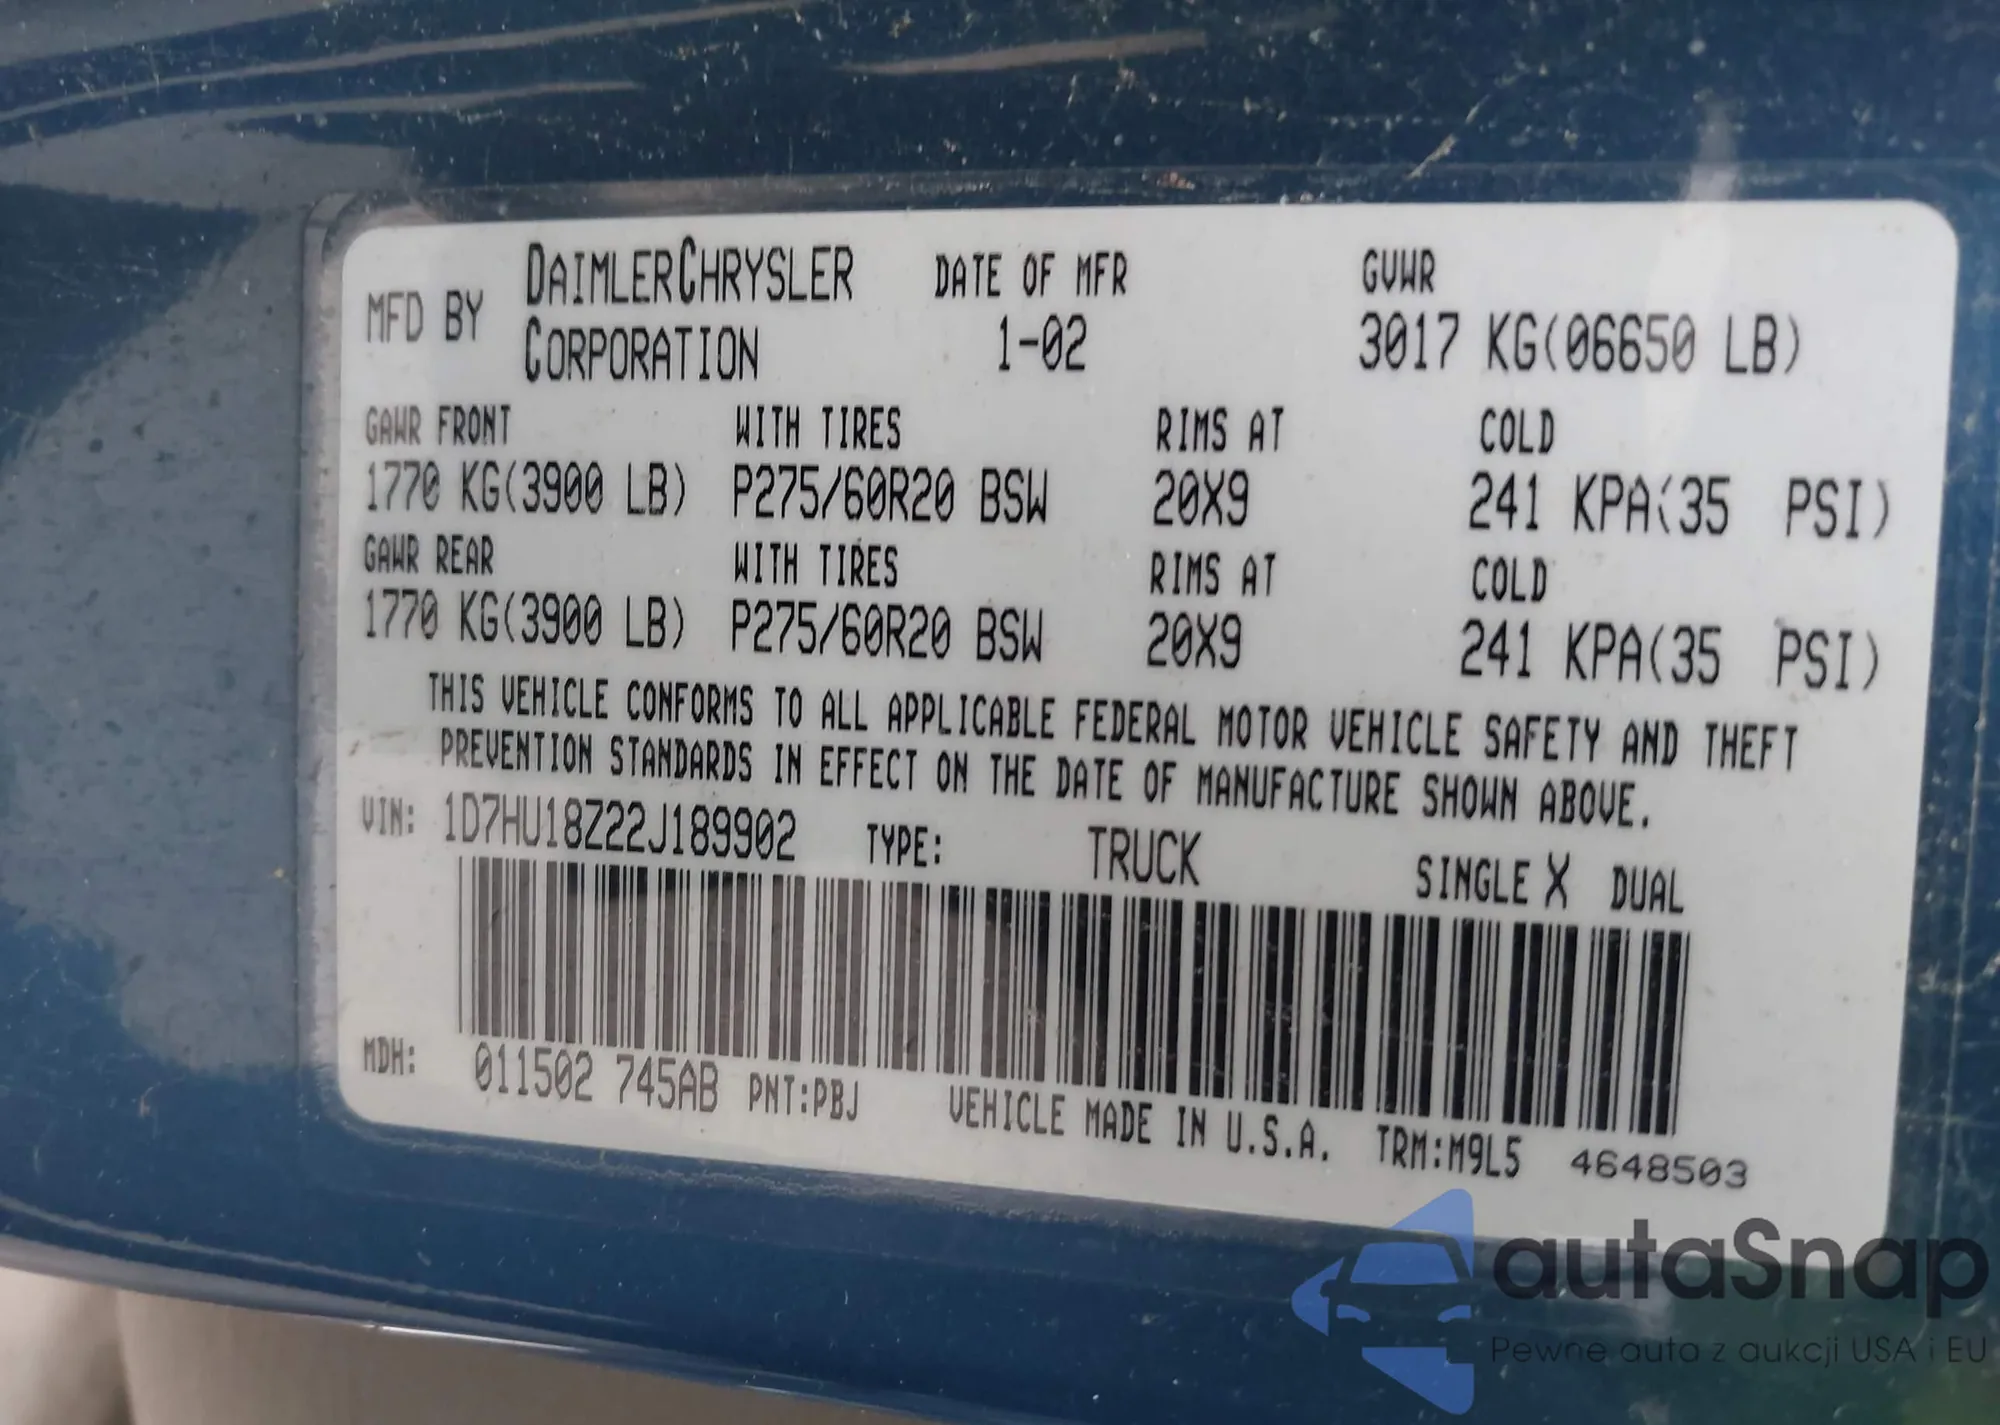 MFD BY DAIMLERCHRYSLER CORPORATION DATE OF MFR 1-02 GVWR 3017 KG(06650 LB)
GAWR FRONT WITH TIRES RIMS AT COLD
1770 KG(3900 LB) P275/60R20 BSW 20X9 241 KPA(35 PSI)
GAWR REAR WITH TIRES RIMS AT COLD
1770 KG(3900 LB) P275/60R20 BSW 20X9 241 KPA(35 PSI)
THIS VEHICLE CONFORMS TO ALL APPLICABLE FEDERAL MOTOR VEHICLE SAFETY AND THEFT
PREVENTION STANDARDS IN EFFECT ON THE DATE OF MANUFACTURE SHOWN ABOVE.
VIN: 1D7HU18Z22J189902 TYPE: TRUCK SINGLE X DUAL
MDH: 011502 745AB PNT:PBJ VEHICLE MADE IN U.S.A. TRM:M9L5 4648503
autaSnap
Pewne auta z aukcji USA i EU